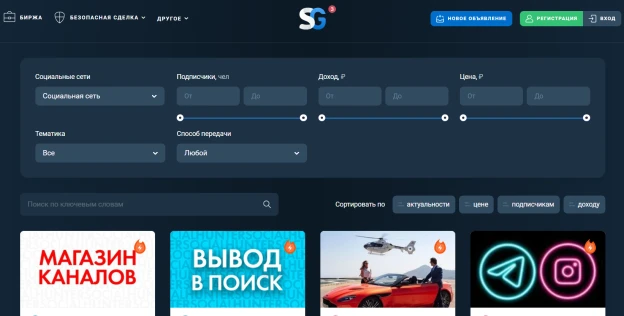 БИРЖА
БЕЗОПАСНАЯ СДЕЛКА
ДРУГОЕ
SG
3
НОВОЕ ОБЪЯВЛЕНИЕ
РЕГИСТРАЦИЯ
ВХОД
Социальные сети
Подписчики, чел
Доход, ₽
Цена, ₽
Социальная сеть
От
До
От
До
От
До
Тематика
Способ передачи
Все
Любой
Поиск по ключевым словам
Сортировать по
актуальности
цене
подписчикам
доходу
МАГАЗИН
КАНАЛОВ
ВЫВОД
В ПОИСК